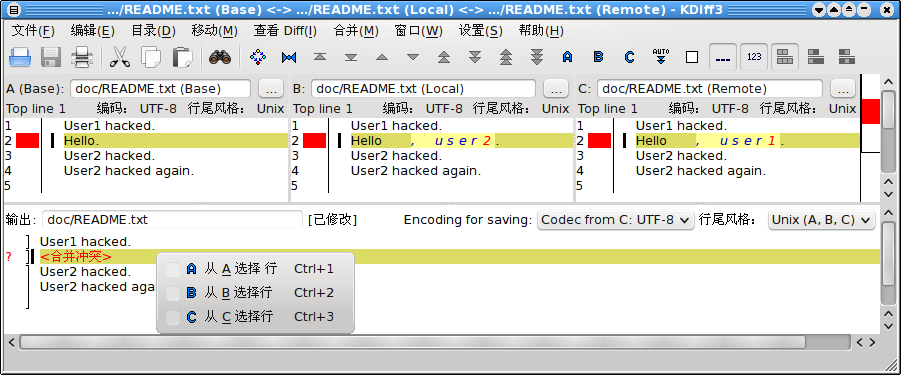 .../README.txt (Base) <-> .../README.txt (Local) <-> .../README.txt (Remote) - KDiff3
文件(F) 编辑(E) 目录(D) 移动(M) 查看 Diff(I) 合并(M) 窗口(W) 设置(S) 帮助(H)
A B C AUTO 123
A (Base): doc/README.txt (Base) ... B: doc/README.txt (Local) ... C: doc/README.txt (Remote) ...
Top line 1 编码: UTF-8 行尾风格: Unix Top line 1 编码: UTF-8 行尾风格: Unix Top line 1 编码: UTF-8 行尾风格: Unix
1 User1 hacked. 1 User1 hacked. 1 User1 hacked.
2 Hello. 2 Hello , user2. 2 Hello , user1.
3 User2 hacked. 3 User2 hacked. 3 User2 hacked.
4 User2 hacked again. 4 User2 hacked again. 4 User2 hacked again.
5 5 5
输出: doc/README.txt [已修改] Encoding for saving: Codec from C: UTF-8 行尾风格: Unix (A, B, C)
User1 hacked.
? <合并冲突>
User2 hacked.
User2 hacked aga
A 从 A 选择 行 Ctrl+1
B 从 B 选择行 Ctrl+2
C 从 C 选择行 Ctrl+3